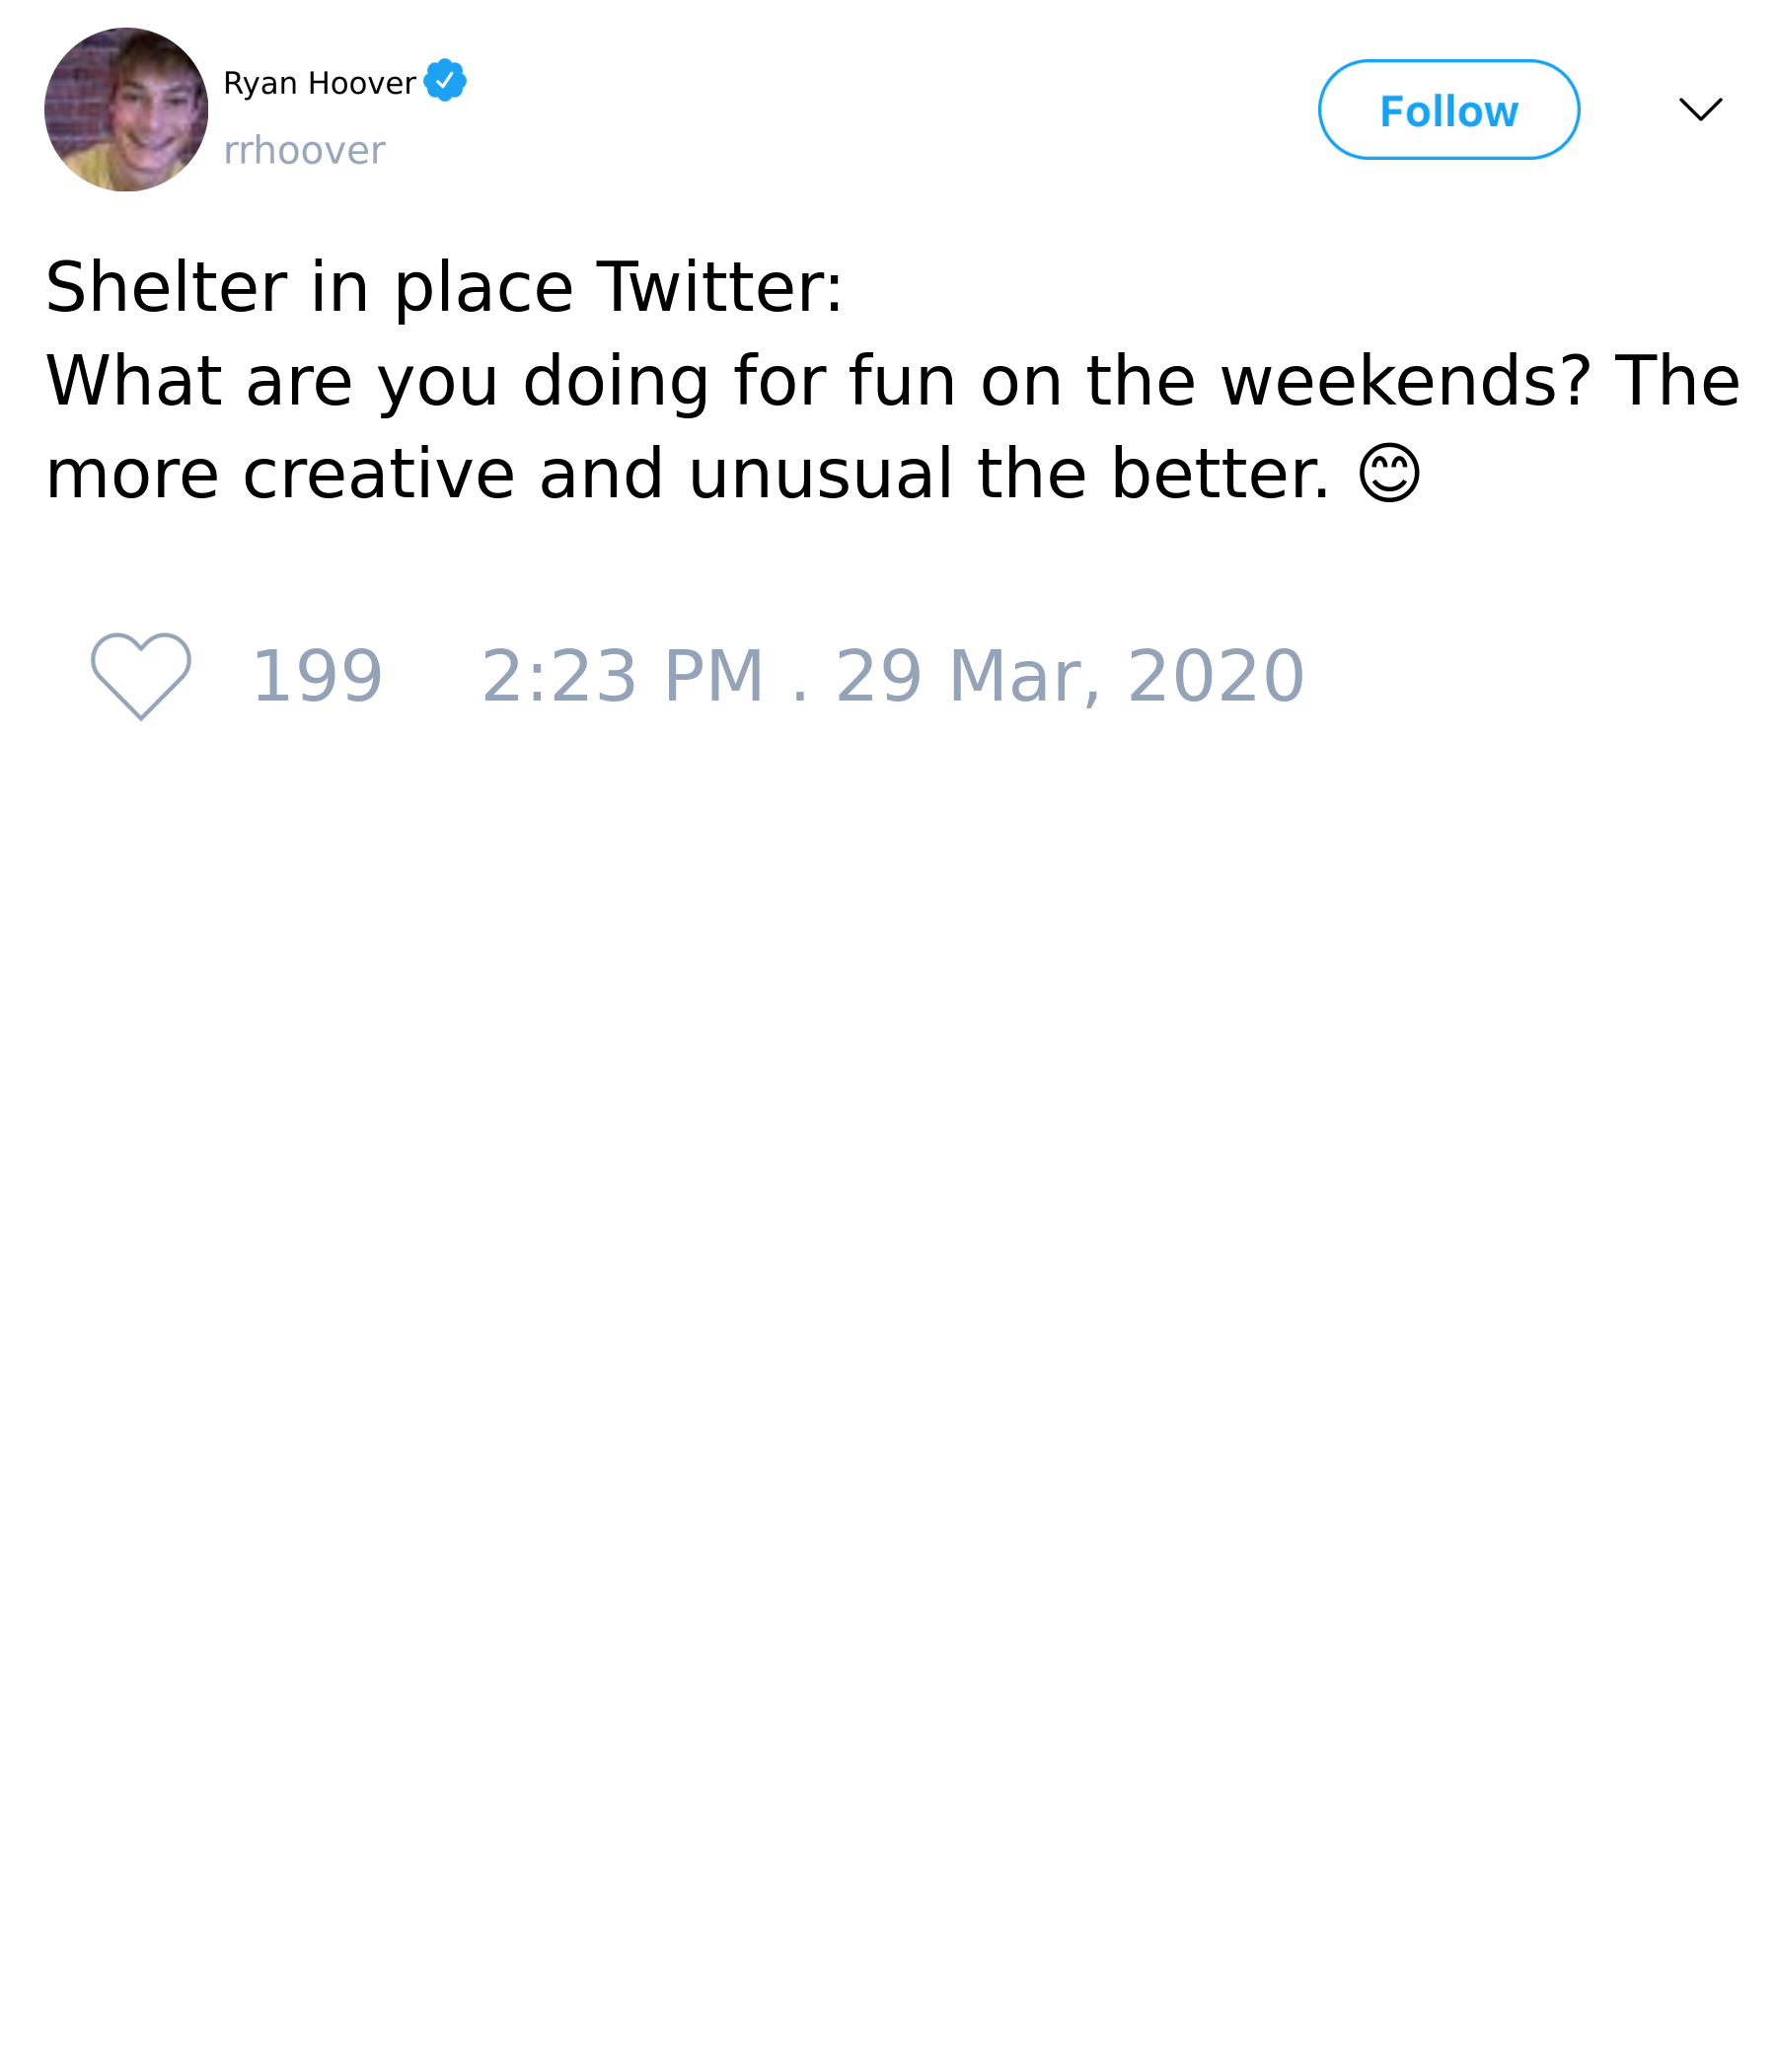 Ryan Hoover
rrhoover
Follow
Shelter in place Twitter:
What are you doing for fun on the weekends? The
more creative and unusual the better. 😊
199 2:23 PM . 29 Mar, 2020